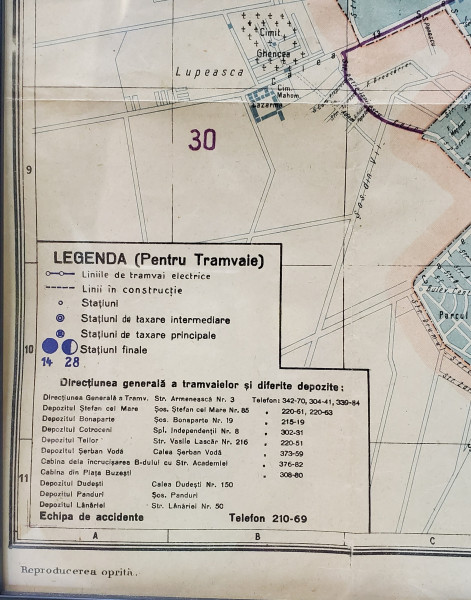 Cimit
Ghencea
Lupeasca
Calea
Cim.
Mahom.
Cazarma
13
30
9
LEGENDA (Pentru Tramvaie)
Liniile de tramvai electrice
Linii în construcție
Stațiuni
Stațiuni de taxare intermediare
Stațiuni de taxare principale
Stațiuni finale
14 28
10
Parcul
Direcțiunea generală a tramvaielor și diferite depozite:
Direcțiunea Generală a Tramv. Str. Armenească Nr. 3 Telefon: 342-70, 304-41, 339-84
Depozitul Ștefan cel Mare Șos. Ștefan cel Mare Nr. 85 „ 220-61, 220-63
Depozitul Bonaparte Șos. Bonaparte Nr. 19 „ 215-19
Depozitul Cotroceni Spl. Independții Nr. 8 „ 302-31
Depozitul Teilor Str. Vasile Lascăr Nr. 216 „ 220-51
Depozitul Șerban Vodă Calea Șerban Vodă „ 373-59
Cabina dela încrucișarea B-dului cu Str. Academiei „ 376-82
Cabina din Piața Buzești „ 308-80
Depozitul Dudești Calea Dudești Nr. 150
Depozitul Panduri Șos. Panduri
Depozitul Lânăriei Str. Lânăriei Nr. 50
Echipa de accidente Telefon 210-69
11
A B C
Reproducerea oprită.